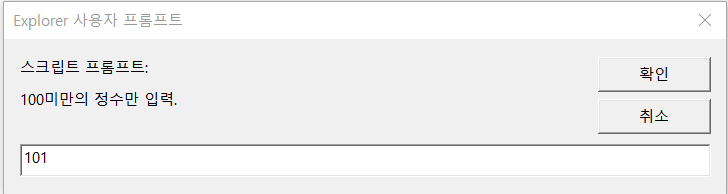 Explorer 사용자 프롬프트
스크립트 프롬프트:
확인
100미만의 정수만 입력.
취소
101